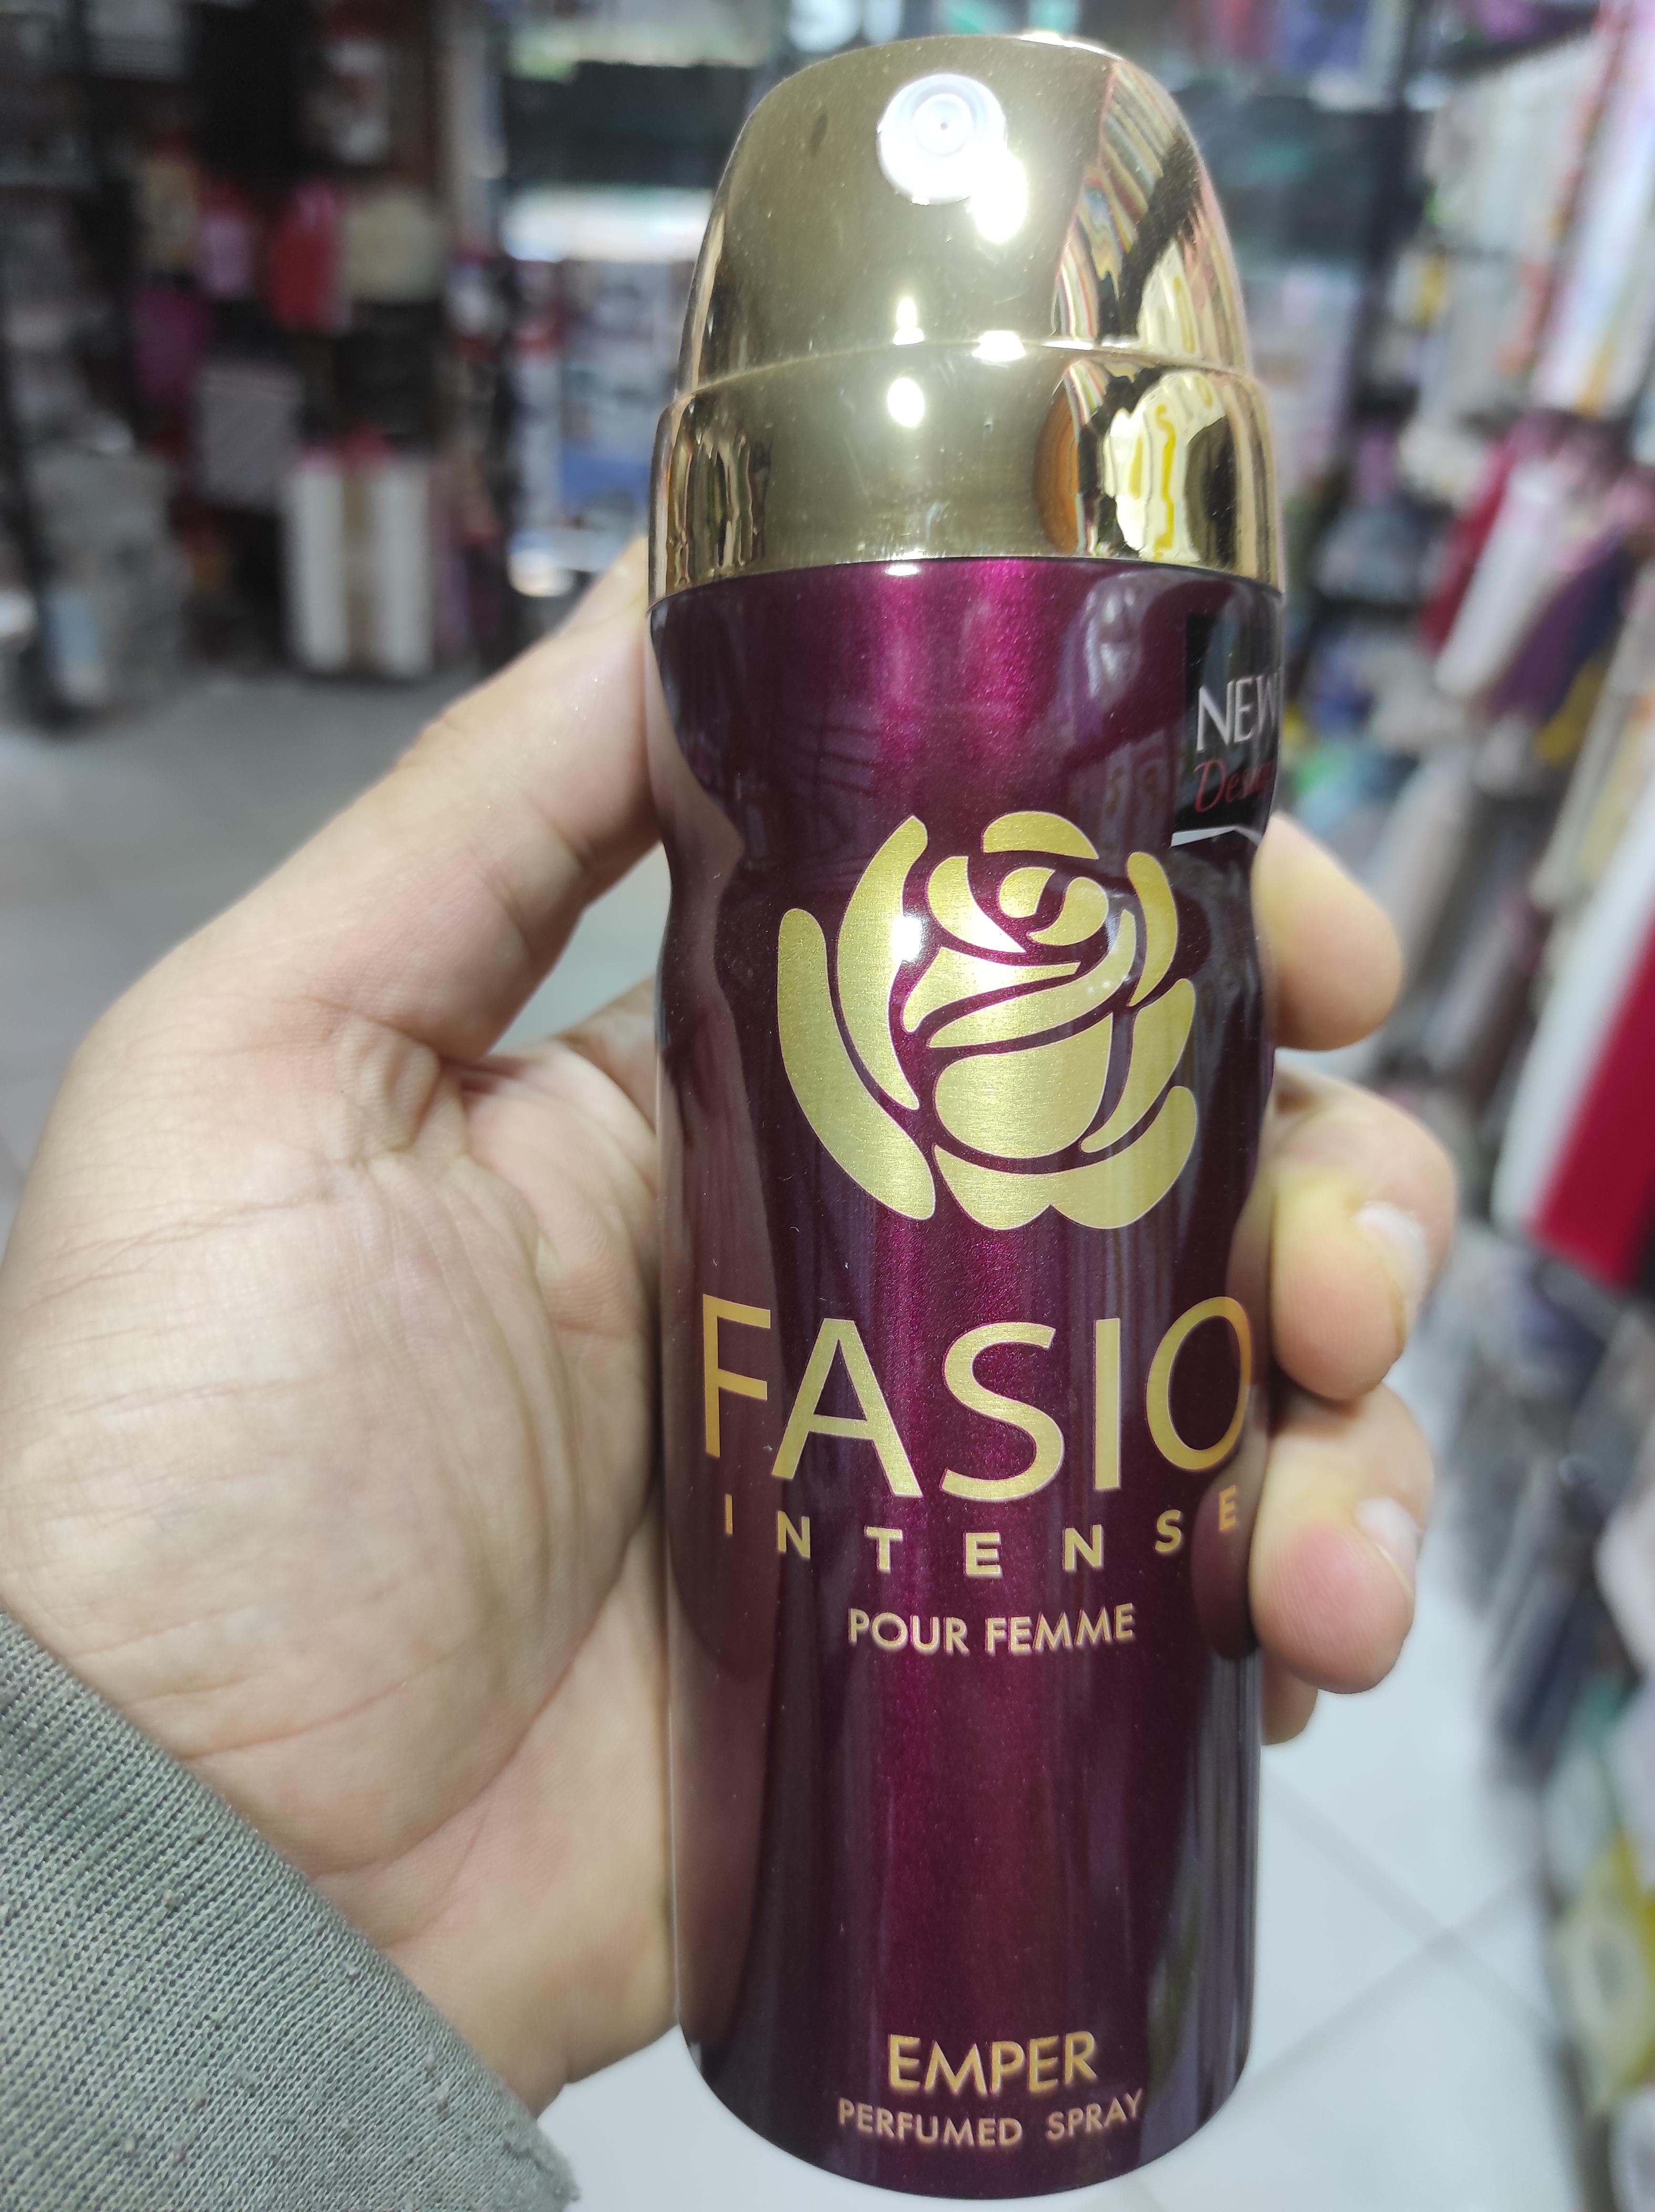 NEW
FASIO
INTENSE
POUR FEMME
EMPER
PERFUMED SPRAY